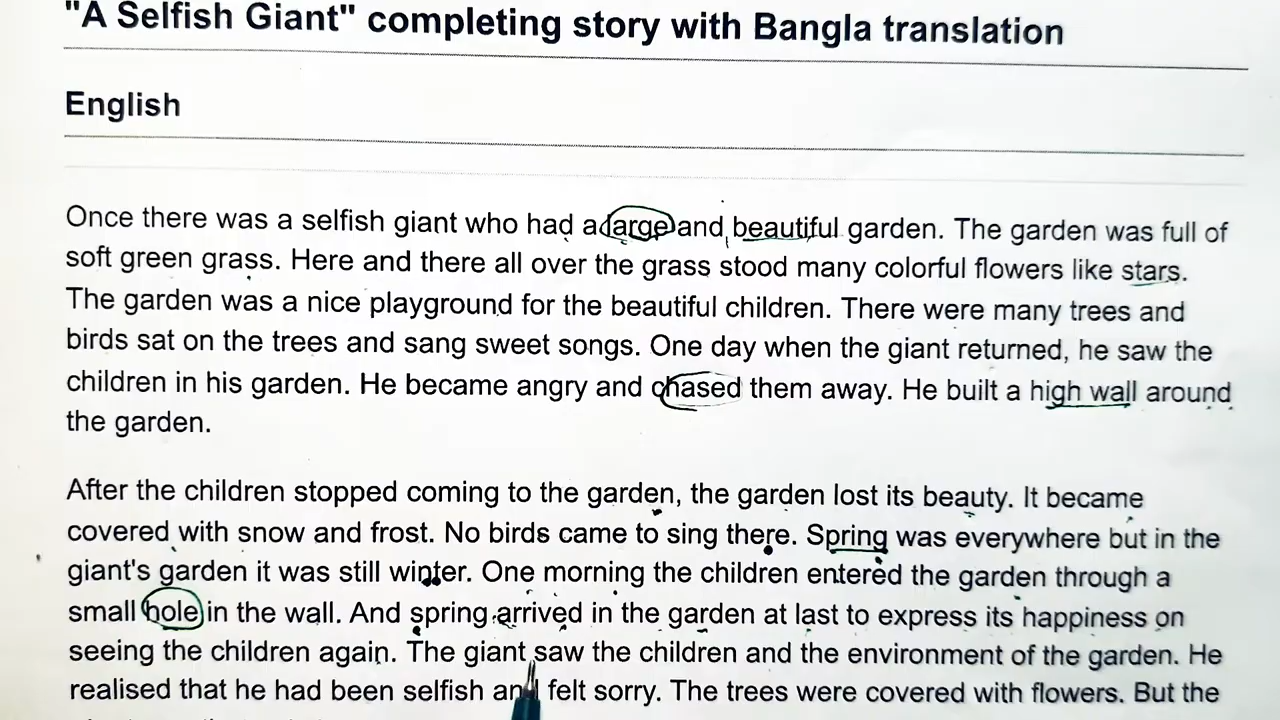 "A Selfish Giant" completing story with Bangla translation
English
Once there was a selfish giant who had a large and beautiful garden. The garden was full of
soft green grass. Here and there all over the grass stood many colorful flowers like stars.
The garden was a nice playground for the beautiful children. There were many trees and
birds sat on the trees and sang sweet songs. One day when the giant returned, he saw the
children in his garden. He became angry and chased them away. He built a high wall around
the garden.
After the children stopped coming to the garden, the garden lost its beauty. It became
covered with snow and frost. No birds came to sing there. Spring was everywhere but in the
giant's garden it was still winter. One morning the children entered the garden through a
small hole in the wall. And spring arrived in the garden at last to express its happiness on
seeing the children again. The giant saw the children and the environment of the garden. He
realised that he had been selfish and felt sorry. The trees were covered with flowers. But the